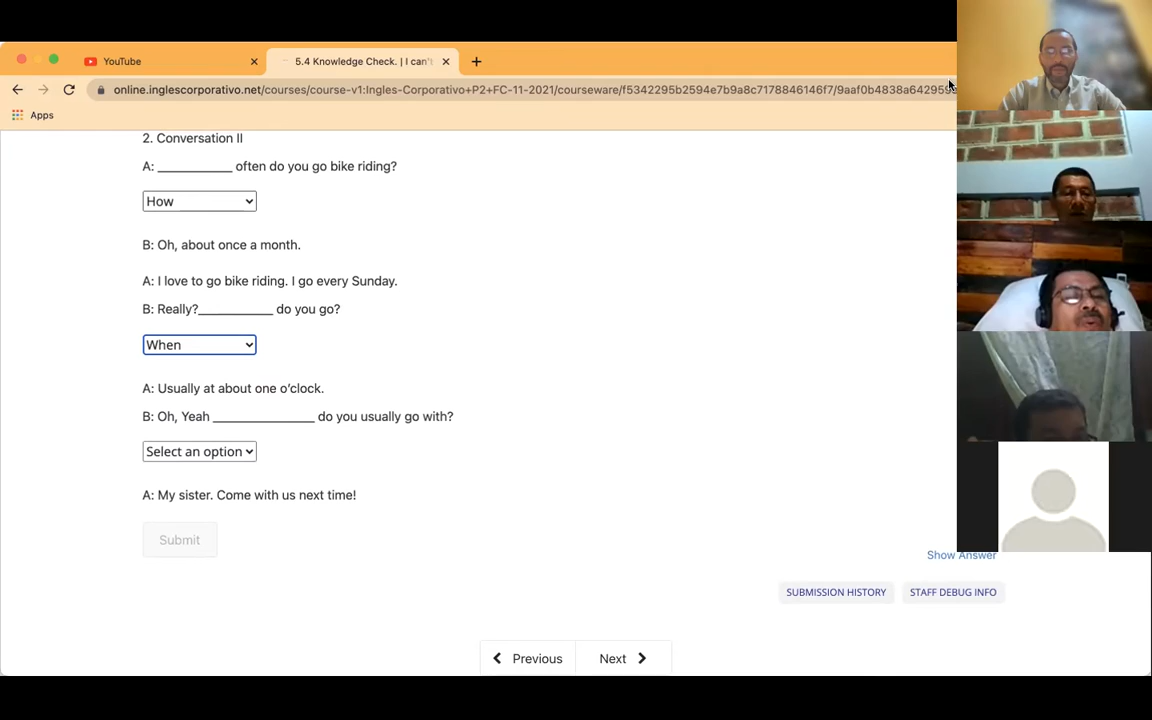 YouTube
5.4 Knowledge Check. | I can't
online.inglescorporativo.net/courses/course-v1:Ingles-Corporativo+P2+FC-11-2021/courseware/f5342295b2594e7b9a8c7178846146f7/9aaf0b4838a642959
Apps
2. Conversation II
A: ____________ often do you go bike riding?
How
B: Oh, about once a month.
A: I love to go bike riding. I go every Sunday.
B: Really?____________ do you go?
When
A: Usually at about one o'clock.
B: Oh, Yeah ________________ do you usually go with?
Select an option
A: My sister. Come with us next time!
Submit
Show Answer
SUBMISSION HISTORY
STAFF DEBUG INFO
Previous
Next